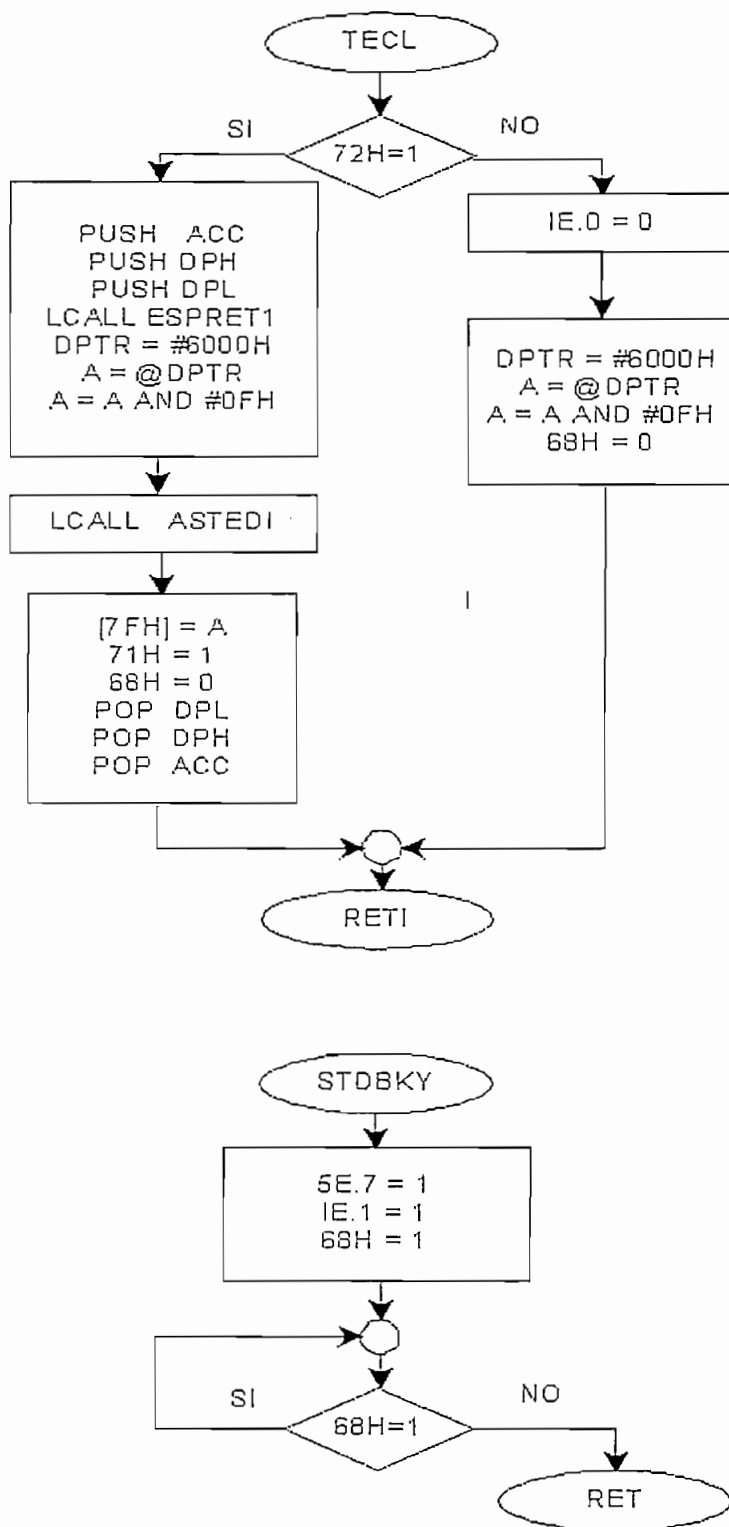 TECL
SI
NO
72H=1
PUSH ACC
PUSH DPH
PUSH DPL
LCALL ESPRET1
DPTR = #6000H
A = @DPTR
A = A AND #0FH
IE.0 = 0
DPTR = #6000H
A = @DPTR
A = A AND #0FH
68H = 0
LCALL ASTEDI
[7FH] = A
71H = 1
68H = 0
POP DPL
POP DPH
POP ACC
RETI
STDBKY
5E.7 = 1
IE.1 = 1
68H = 1
SI
NO
68H=1
RET